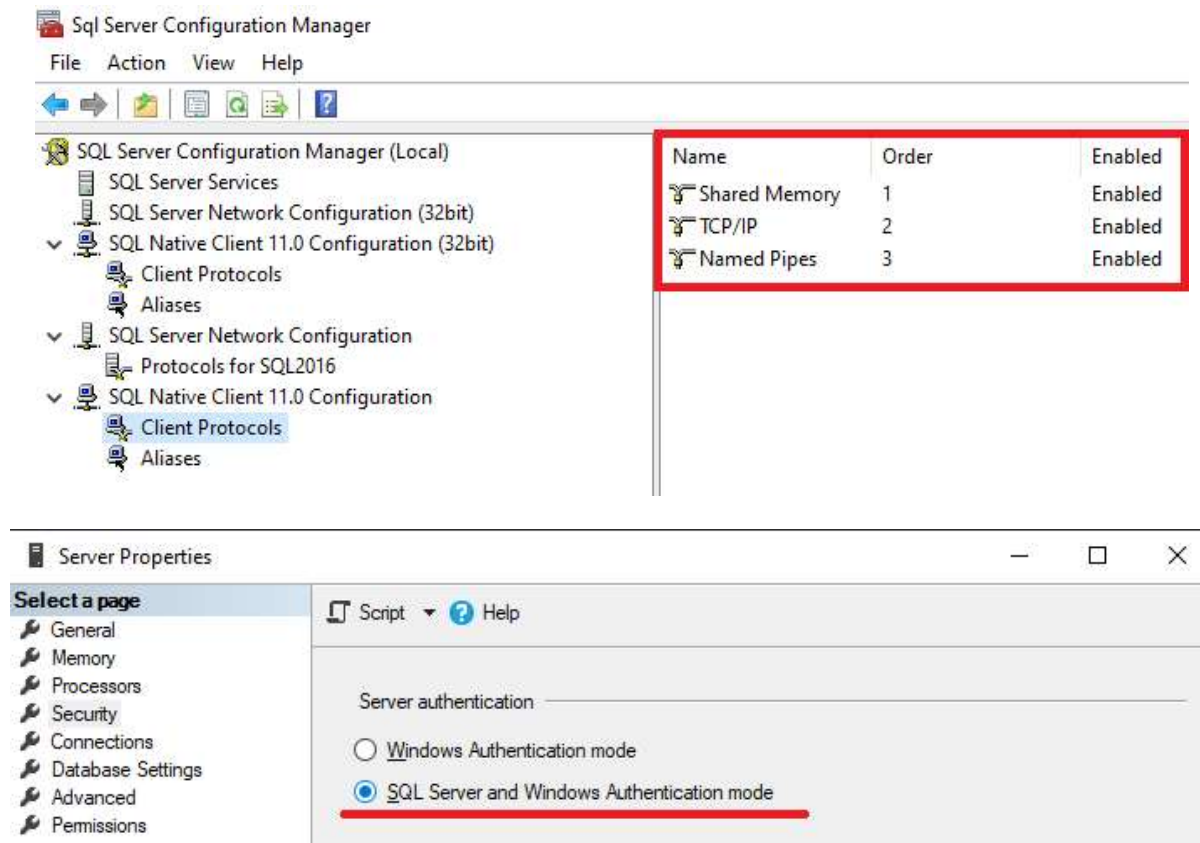 Sql Server Configuration Manager
File Action View Help
SQL Server Configuration Manager (Local)
SQL Server Services
SQL Server Network Configuration (32bit)
SQL Native Client 11.0 Configuration (32bit)
Client Protocols
Aliases
SQL Server Network Configuration
Protocols for SQL2016
SQL Native Client 11.0 Configuration
Client Protocols
Aliases
Name Order Enabled
Shared Memory 1 Enabled
TCP/IP 2 Enabled
Named Pipes 3 Enabled
Server Properties
Select a page
General
Memory
Processors
Security
Connections
Database Settings
Advanced
Permissions
Script Help
Server authentication
Windows Authentication mode
SQL Server and Windows Authentication mode